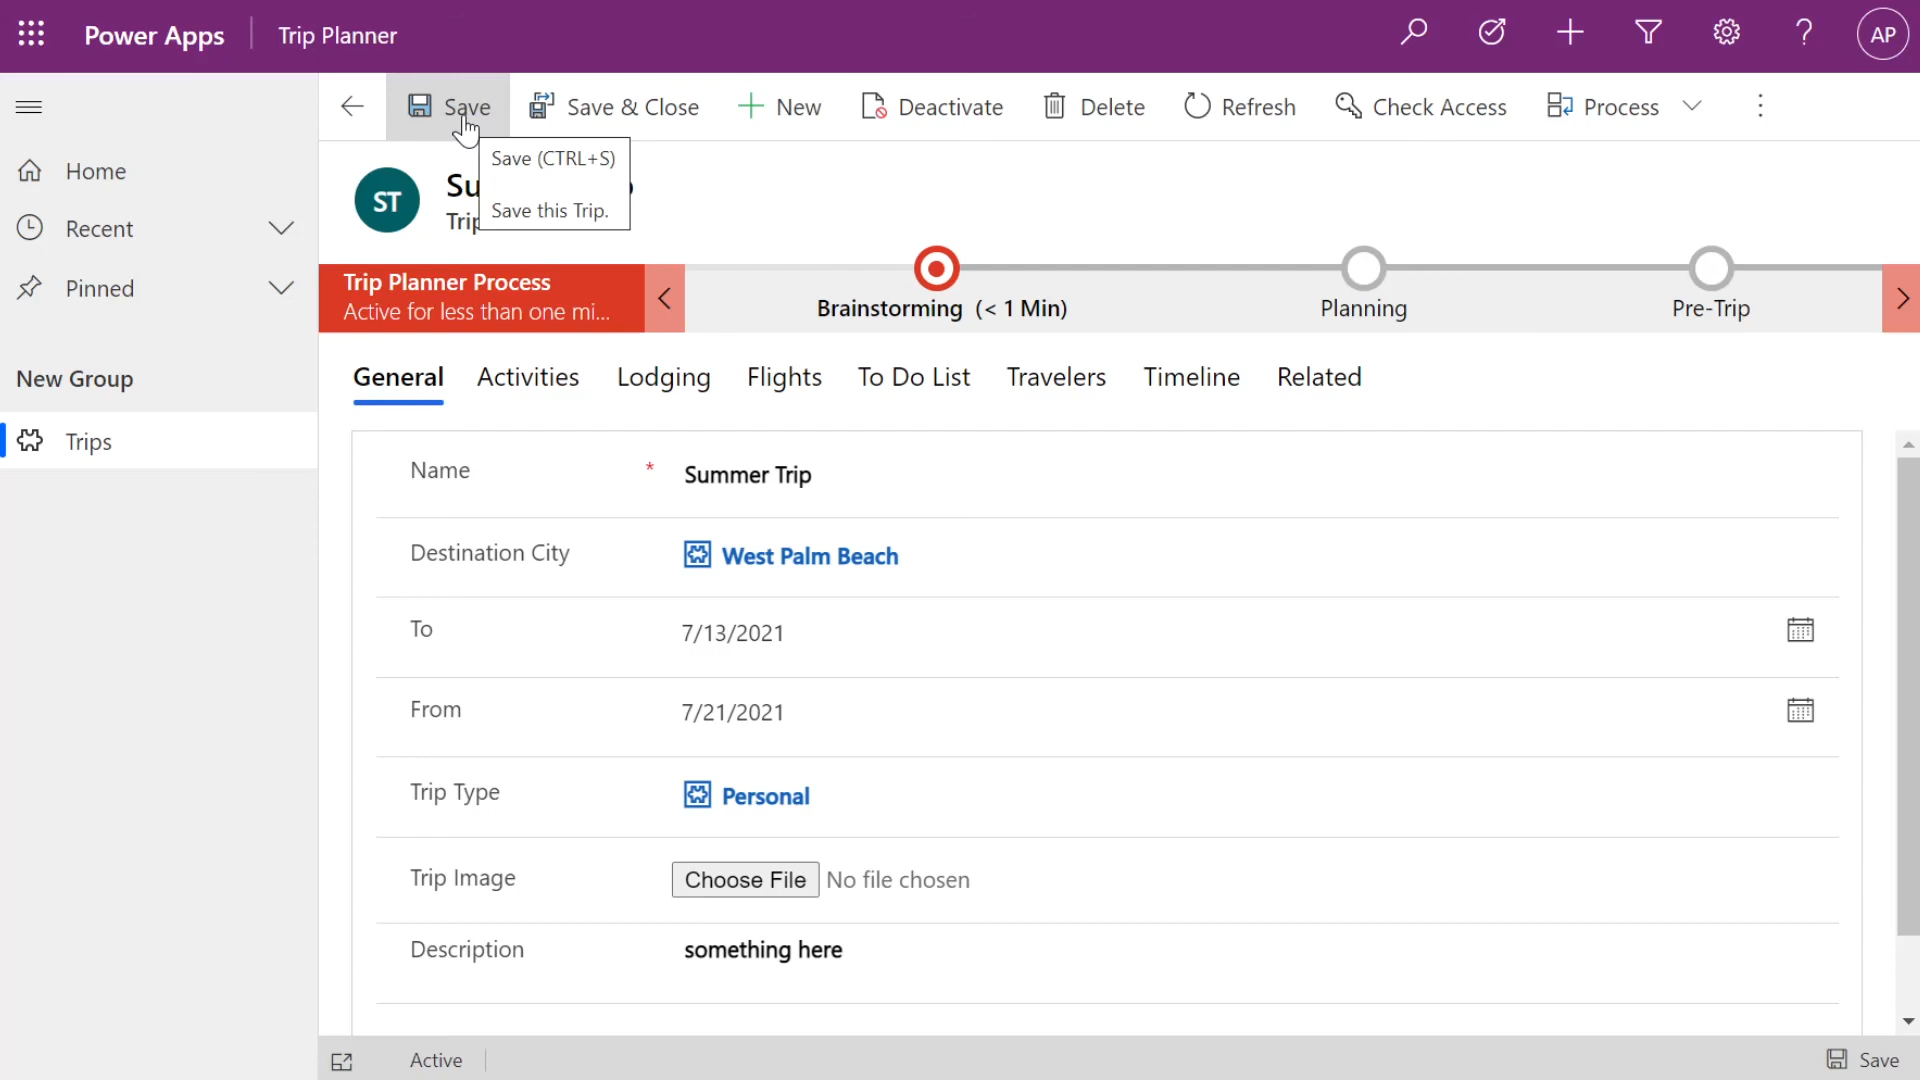 Power Apps Trip Planner AP
Save Save & Close New Deactivate Delete Refresh Check Access Process
Save (CTRL+S)
Save this Trip.
Home
Recent
Pinned
New Group
Trips
ST
Trip
Trip Planner Process
Active for less than one mi...
Brainstorming (< 1 Min) Planning Pre-Trip
General Activities Lodging Flights To Do List Travelers Timeline Related
Name * Summer Trip
Destination City West Palm Beach
To 7/13/2021
From 7/21/2021
Trip Type Personal
Trip Image Choose File No file chosen
Description something here
Active Save